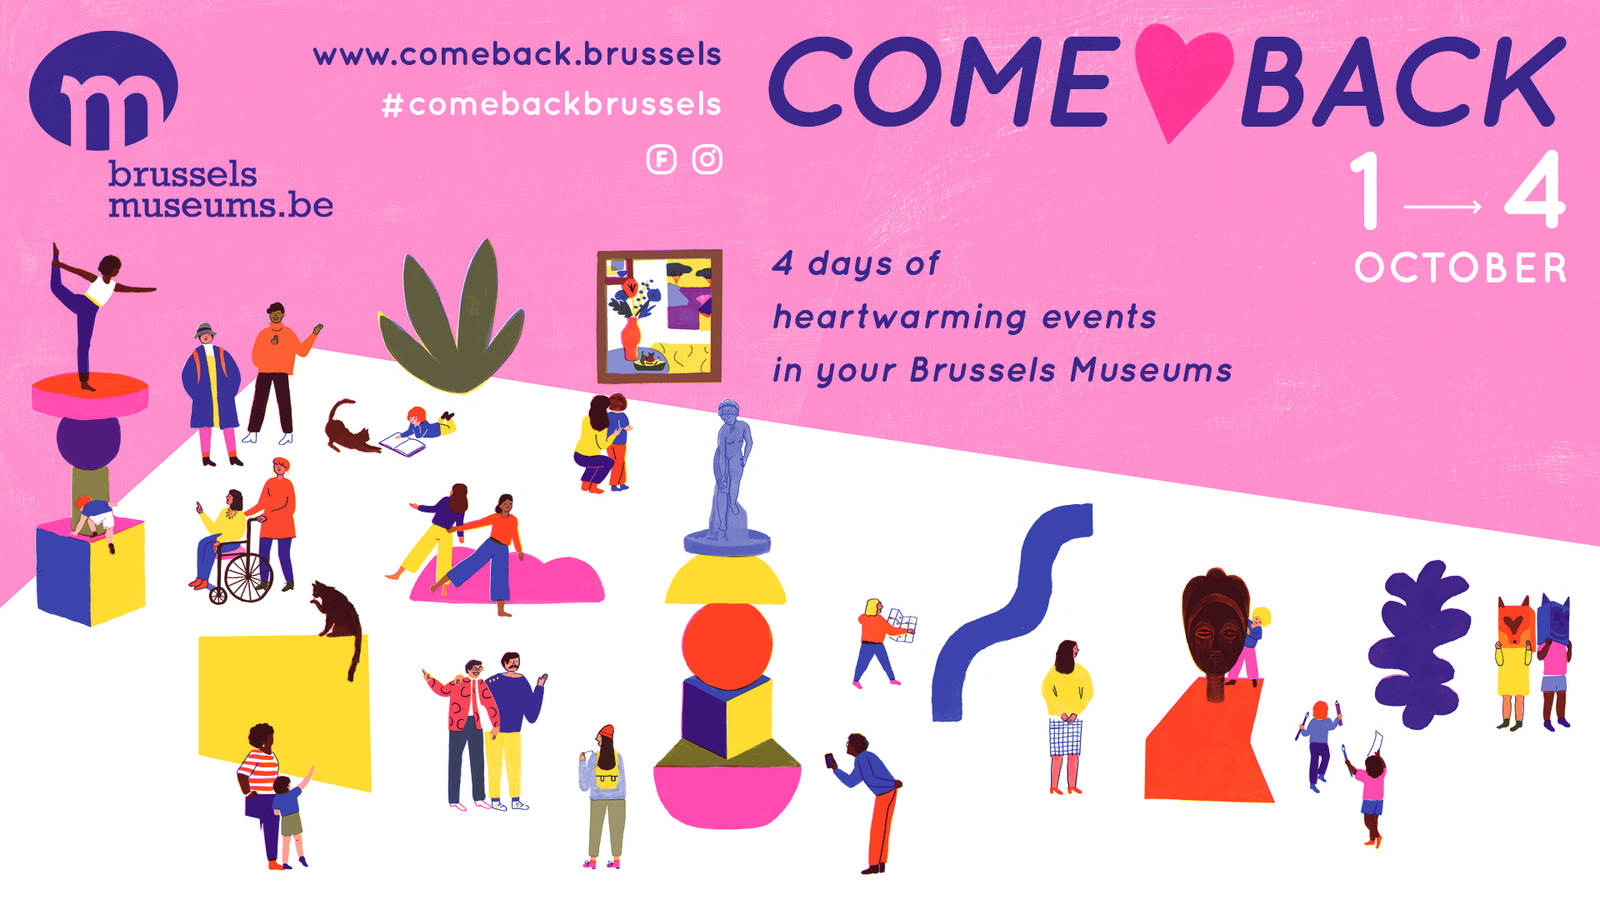 m
brussels
museums.be
www.comeback.brussels
#comebackbrussels
COME BACK
1 → 4
OCTOBER
4 days of
heartwarming events
in your Brussels Museums